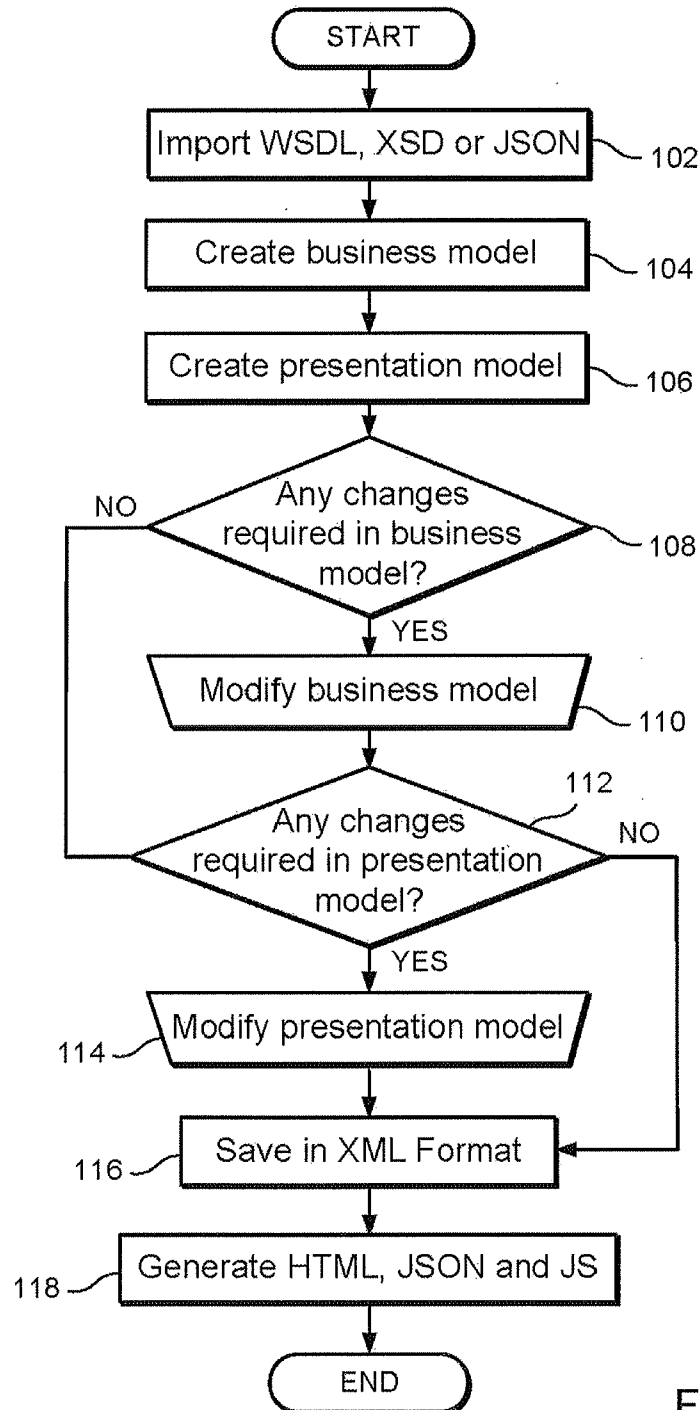 START
Import WSDL, XSD or JSON
102
Create business model
104
Create presentation model
106
NO
Any changes
required in business
model?
108
YES
Modify business model
110
112
Any changes
required in presentation
model?
NO
YES
Modify presentation model
114
Save in XML Format
116
Generate HTML, JSON and JS
118
END